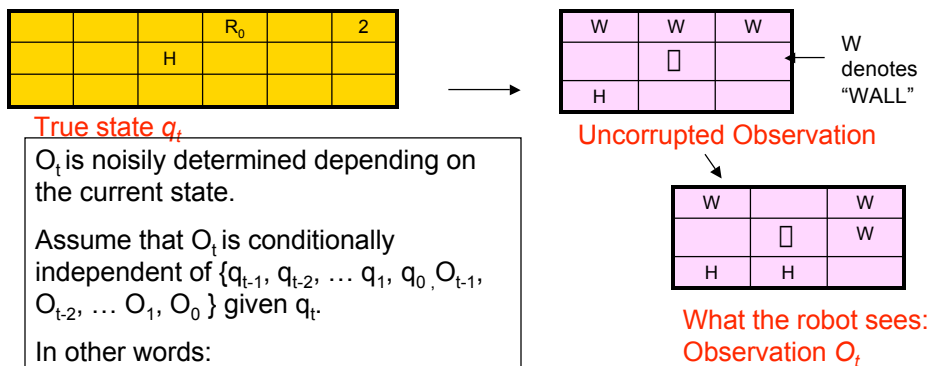 R₀ 2
H
True state qₜ
Oₜ is noisily determined depending on
the current state.
Assume that Oₜ is conditionally
independent of {qₜ₋₁, qₜ₋₂, … q₁, q₀ , Oₜ₋₁,
Oₜ₋₂, … O₁, O₀ } given qₜ.
In other words:
W W W
H
W
denotes
“WALL”
Uncorrupted Observation
W W
W
H H
What the robot sees:
Observation Oₜ